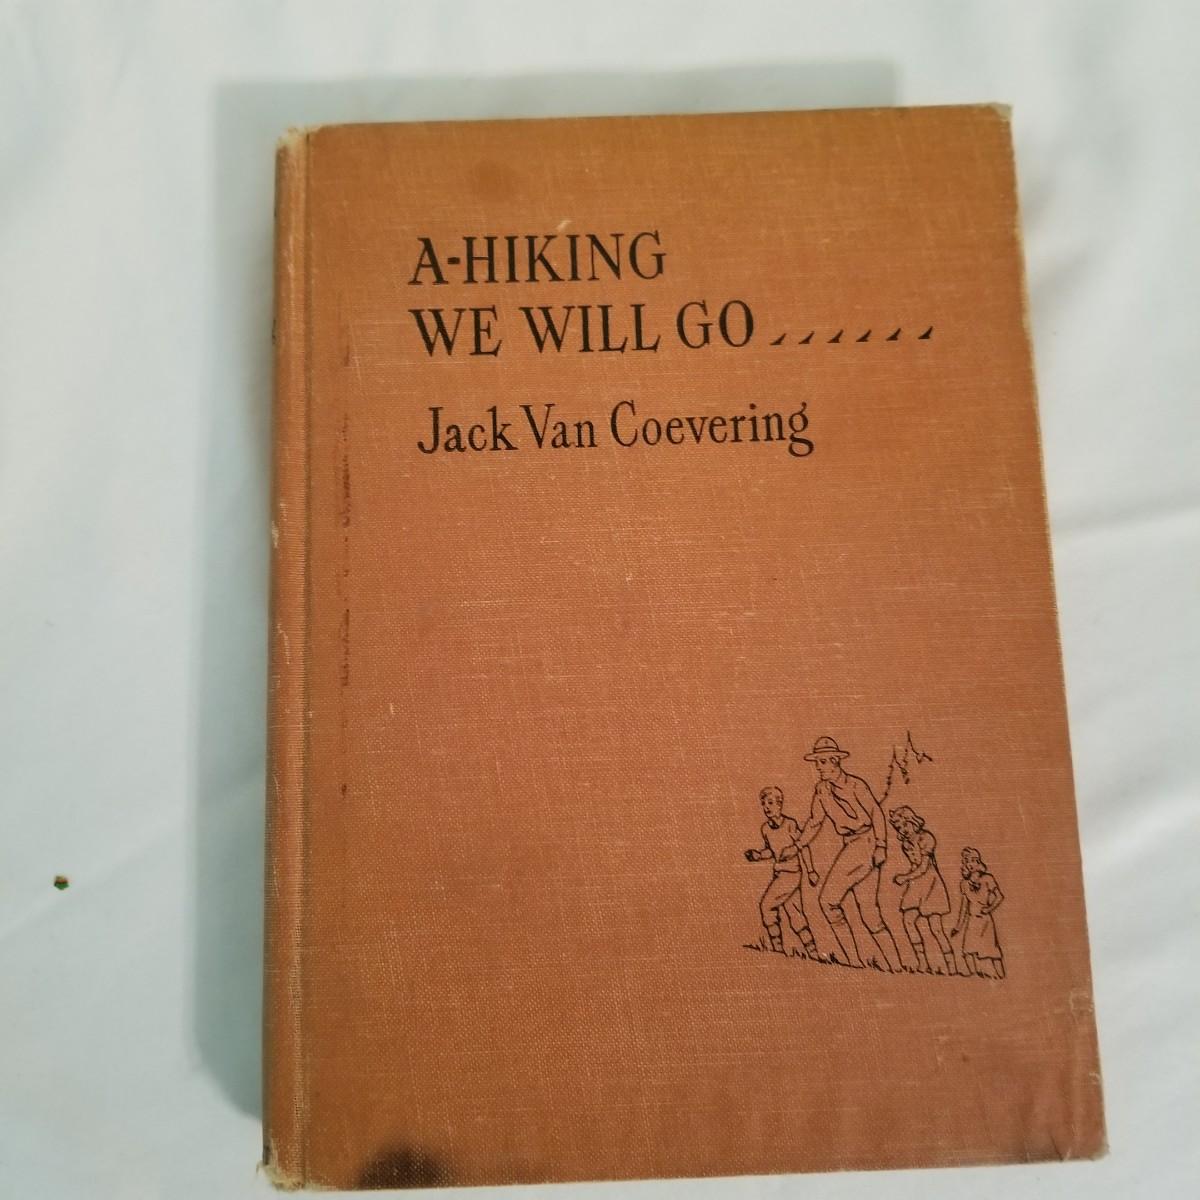 A-HIKING
WE WILL GO ......
Jack Van Coevering